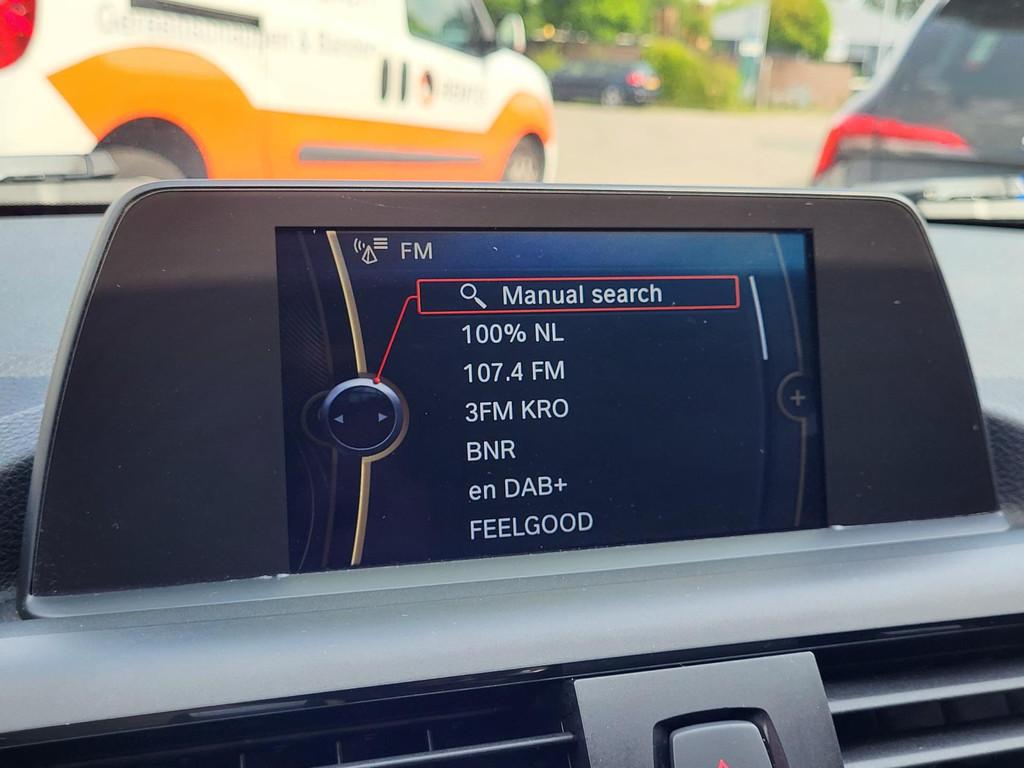 FM
Manual search
100% NL
107.4 FM
3FM KRO
BNR
en DAB+
FEELGOOD